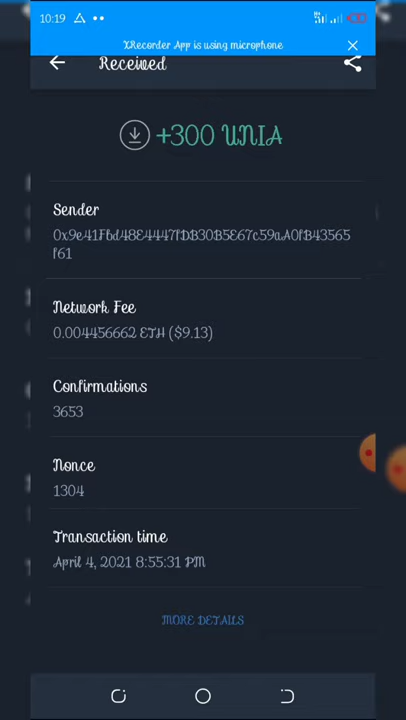 10:19
XRecorder App is using microphone
Received
+300 UNIA
Sender
0x9e41Fbd48E4447fDB30B5E67c59aA0fB43565
f61
Network Fee
0.004456662 ETH ($9.13)
Confirmations
3653
Nonce
1304
Transaction time
April 4, 2021 8:55:31 PM
MORE DETAILS